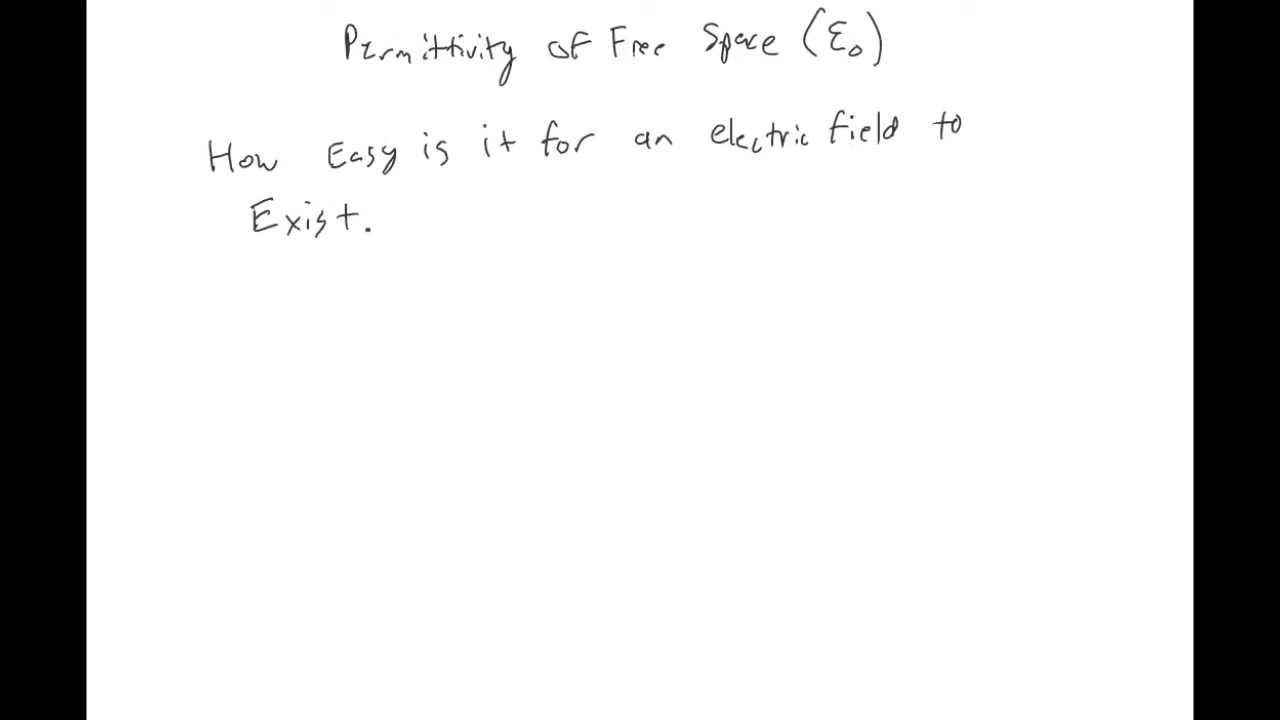 Permittivity of Free Space (ε₀)
How Easy is it for an electric field to
Exist.